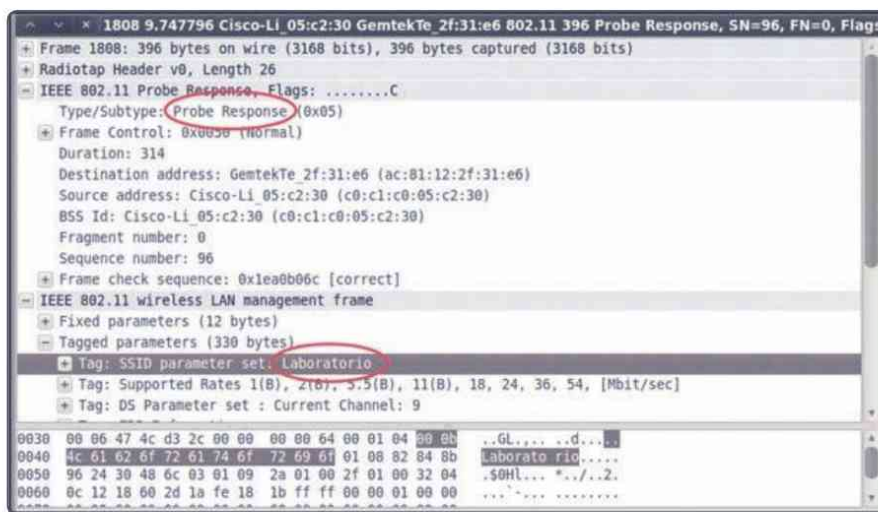 1808 9.747796 Cisco-Li_05:c2:30 GemtekTe_2f:31:e6 802.11 396 Probe Response, SN=96, FN=0, Flags
Frame 1808: 396 bytes on wire (3168 bits), 396 bytes captured (3168 bits)
Radiotap Header v0, Length 26
IEEE 802.11 Probe Response, Flags: ........C
Type/Subtype: Probe Response (0x05)
Frame Control: 0x0050 (Normal)
Duration: 314
Destination address: GemtekTe_2f:31:e6 (ac:81:12:2f:31:e6)
Source address: Cisco-Li_05:c2:30 (c0:c1:c0:05:c2:30)
BSS Id: Cisco-Li_05:c2:30 (c0:c1:c0:05:c2:30)
Fragment number: 0
Sequence number: 96
Frame check sequence: 0x1ea0b06c [correct]
IEEE 802.11 wireless LAN management frame
Fixed parameters (12 bytes)
Tagged parameters (330 bytes)
Tag: SSID parameter set: Laboratorio
Tag: Supported Rates 1(B), 2(B), 5.5(B), 11(B), 18, 24, 36, 54, [Mbit/sec]
Tag: DS Parameter set : Current Channel: 9
0030 00 06 47 4c d3 2c 00 00 00 00 64 00 01 04 00 0b ..GL.,.. ..d.....
0040 4c 61 62 6f 72 61 74 6f 72 69 6f 01 08 82 84 8b Laborato rio.....
0050 96 24 30 48 6c 03 01 09 2a 01 00 2f 01 00 32 04 .$0Hl... *../..2.
0060 0c 12 18 60 2d 1a fe 18 1b ff ff 00 00 01 00 00 ...`-... ........